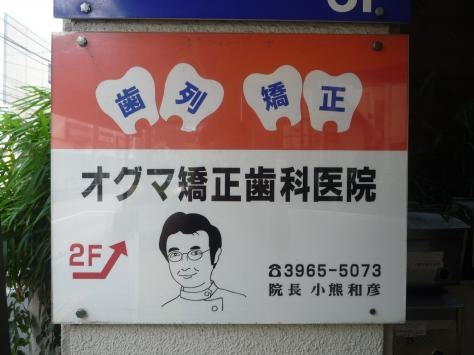 歯列 矯正
オグマ矯正歯科医院
2F
☎3965-5073
院長 小熊和彦